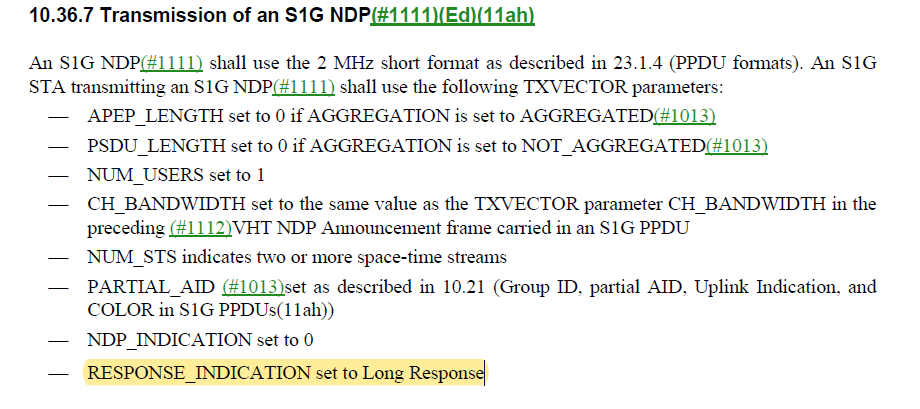 10.36.7 Transmission of an S1G NDP(#1111)(Ed)(11ah)
An S1G NDP(#1111) shall use the 2 MHz short format as described in 23.1.4 (PPDU formats). An S1G
STA transmitting an S1G NDP(#1111) shall use the following TXVECTOR parameters:
— APEP_LENGTH set to 0 if AGGREGATION is set to AGGREGATED(#1013)
— PSDU_LENGTH set to 0 if AGGREGATION is set to NOT_AGGREGATED(#1013)
— NUM_USERS set to 1
— CH_BANDWIDTH set to the same value as the TXVECTOR parameter CH_BANDWIDTH in the
preceding (#1112)VHT NDP Announcement frame carried in an S1G PPDU
— NUM_STS indicates two or more space-time streams
— PARTIAL_AID (#1013)set as described in 10.21 (Group ID, partial AID, Uplink Indication, and
COLOR in S1G PPDUs(11ah))
— NDP_INDICATION set to 0
— RESPONSE_INDICATION set to Long Response